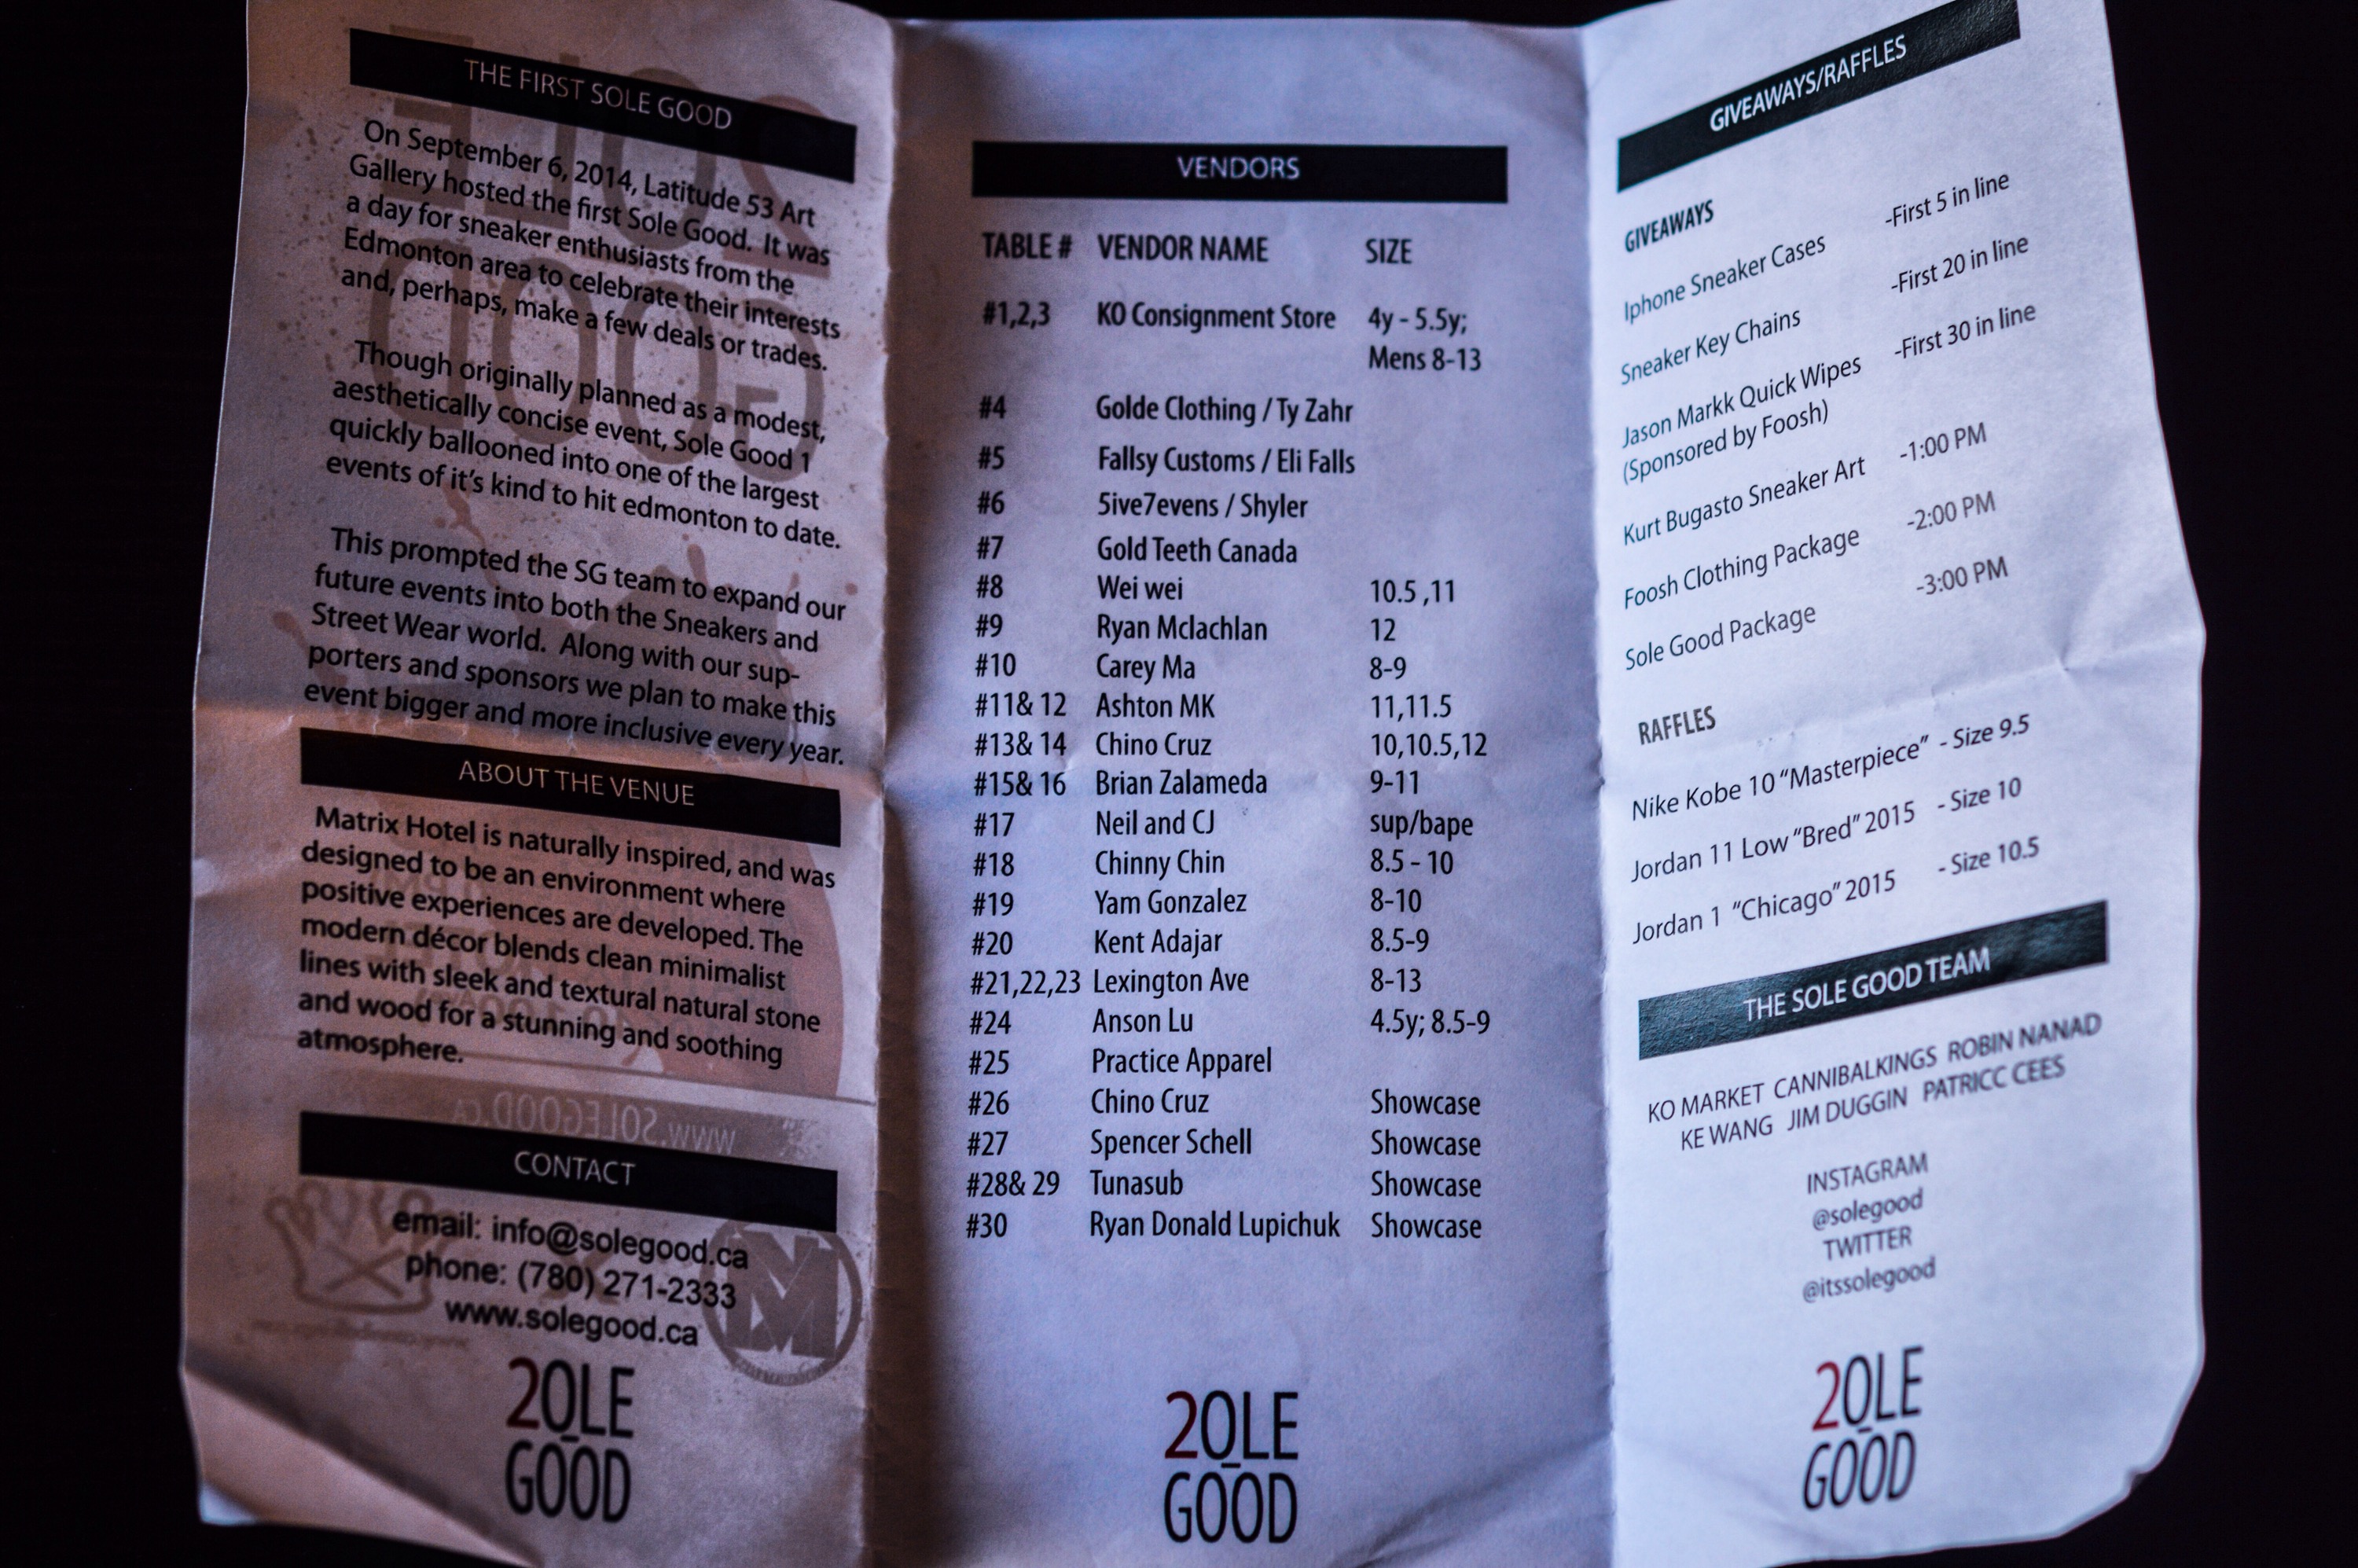 THE FIRST SOLE GOOD
On September 6, 2014, Latitude 53 Art
Gallery hosted the first Sole Good. It was
a day for sneaker enthusiasts from the
Edmonton area to celebrate their interests
and, perhaps, make a few deals or trades.
Though originally planned as a modest,
aesthetically concise event, Sole Good 1
quickly ballooned into one of the largest
events of it's kind to hit edmonton to date.
This prompted the SG team to expand our
future events into both the Sneakers and
Street Wear world. Along with our sup-
porters and sponsors we plan to make this
event bigger and more inclusive every year.
ABOUT THE VENUE
Matrix Hotel is naturally inspired, and was
designed to be an environment where
positive experiences are developed. The
modern décor blends clean minimalist
lines with sleek and textural natural stone
and wood for a stunning and soothing
atmosphere.
www.SOLEGOOD.ca
CONTACT
email: info@solegood.ca
phone: (780) 271-2333
www.solegood.ca
2OLE
GOOD
VENDORS
TABLE # VENDOR NAME SIZE
#1,2,3 KO Consignment Store 4y - 5.5y;
Mens 8-13
#4 Golde Clothing / Ty Zahr
#5 Fallsy Customs / Eli Falls
#6 5ive7evens / Shyler
#7 Gold Teeth Canada
#8 Wei wei 10.5 ,11
#9 Ryan Mclachlan 12
#10 Carey Ma 8-9
#11& 12 Ashton MK 11,11.5
#13& 14 Chino Cruz 10,10.5,12
#15& 16 Brian Zalameda 9-11
#17 Neil and CJ sup/bape
#18 Chinny Chin 8.5 - 10
#19 Yam Gonzalez 8-10
#20 Kent Adajar 8.5-9
#21,22,23 Lexington Ave 8-13
#24 Anson Lu 4.5y; 8.5-9
#25 Practice Apparel
#26 Chino Cruz Showcase
#27 Spencer Schell Showcase
#28& 29 Tunasub Showcase
#30 Ryan Donald Lupichuk Showcase
2OLE
GOOD
GIVEAWAYS/RAFFLES
GIVEAWAYS
Iphone Sneaker Cases -First 5 in line
Sneaker Key Chains -First 20 in line
Jason Markk Quick Wipes -First 30 in line
(Sponsored by Foosh)
Kurt Bugasto Sneaker Art -1:00 PM
Foosh Clothing Package -2:00 PM
Sole Good Package -3:00 PM
RAFFLES
Nike Kobe 10 "Masterpiece" - Size 9.5
Jordan 11 Low "Bred" 2015 - Size 10
Jordan 1 "Chicago" 2015 - Size 10.5
THE SOLE GOOD TEAM
KO MARKET CANNIBALKINGS ROBIN NANAD
KE WANG JIM DUGGIN PATRICC CEES
INSTAGRAM
@solegood
TWITTER
@itssolegood
2OLE
GOOD